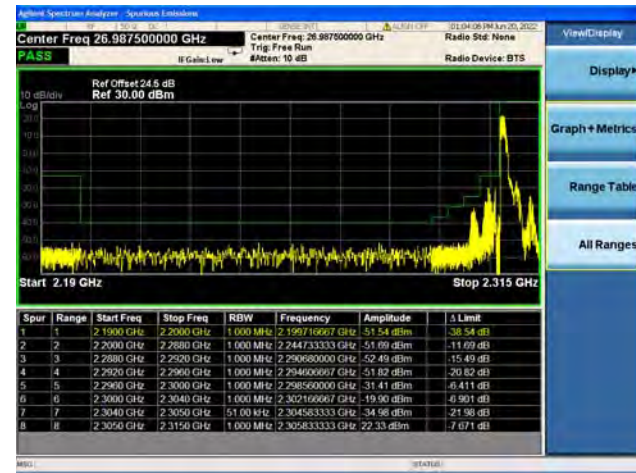 Agilent Spectrum Analyzer - Spurious Emissions
RF 50 Ω DC SENSE:INT ALIGN OFF 01:04:06 PM Jun 20, 2022
Center Freq 26.987500000 GHz
Center Freq: 26.987500000 GHz
Radio Std: None
Trig: Free Run
PASS
IFGain:Low
#Atten: 10 dB
Radio Device: BTS
View/Display
Display
Graph + Metrics
Range Table
All Ranges
Ref Offset 24.5 dB
10 dB/div Ref 30.00 dBm
Log
Start 2.19 GHz Stop 2.315 GHz
Spur Range Start Freq Stop Freq RBW Frequency Amplitude Δ Limit
1 1 2.1900 GHz 2.2000 GHz 1.000 MHz 2.199716667 GHz -51.54 dBm -38.54 dB
2 2 2.2000 GHz 2.2880 GHz 1.000 MHz 2.244733333 GHz -51.69 dBm -11.69 dB
3 3 2.2880 GHz 2.2920 GHz 1.000 MHz 2.290680000 GHz -52.49 dBm -15.49 dB
4 4 2.2920 GHz 2.2960 GHz 1.000 MHz 2.294606667 GHz -51.82 dBm -20.82 dB
5 5 2.2960 GHz 2.3000 GHz 1.000 MHz 2.298560000 GHz -31.41 dBm -6.411 dB
6 6 2.3000 GHz 2.3040 GHz 1.000 MHz 2.302166667 GHz -19.90 dBm -6.901 dB
7 7 2.3040 GHz 2.3050 GHz 51.00 kHz 2.304583333 GHz -34.98 dBm -21.98 dB
8 8 2.3050 GHz 2.3150 GHz 1.000 MHz 2.305833333 GHz 22.33 dBm -7.671 dB
MSG STATUS